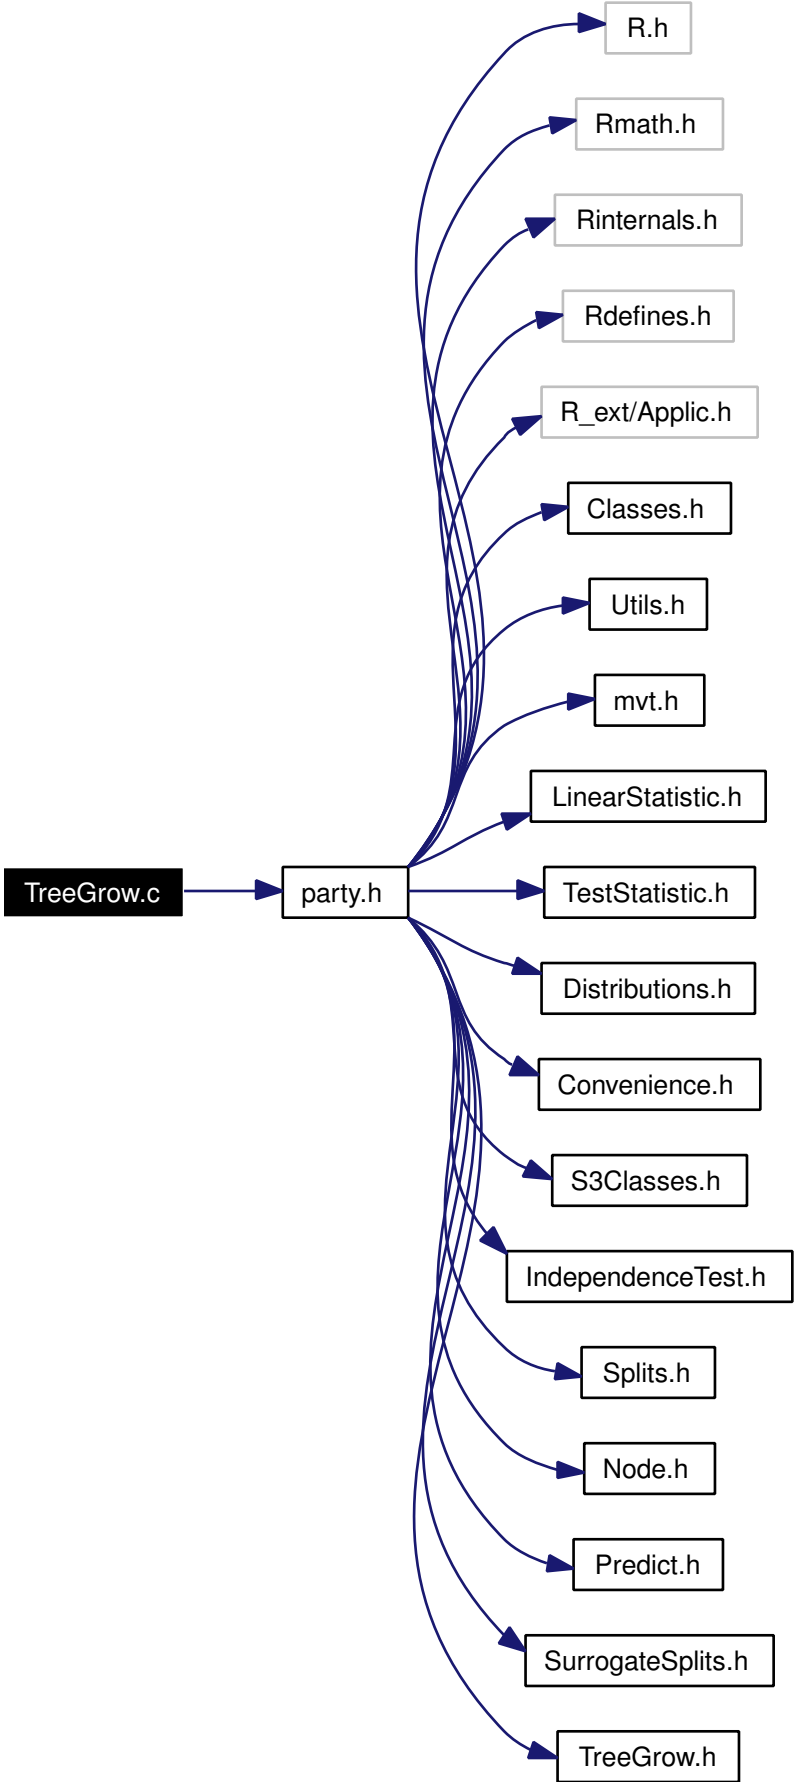 R.h
Rmath.h
Rinternals.h
Rdefines.h
R_ext/Applic.h
Classes.h
Utils.h
mvt.h
LinearStatistic.h
TreeGrow.c
party.h
TestStatistic.h
Distributions.h
Convenience.h
S3Classes.h
IndependenceTest.h
Splits.h
Node.h
Predict.h
SurrogateSplits.h
TreeGrow.h